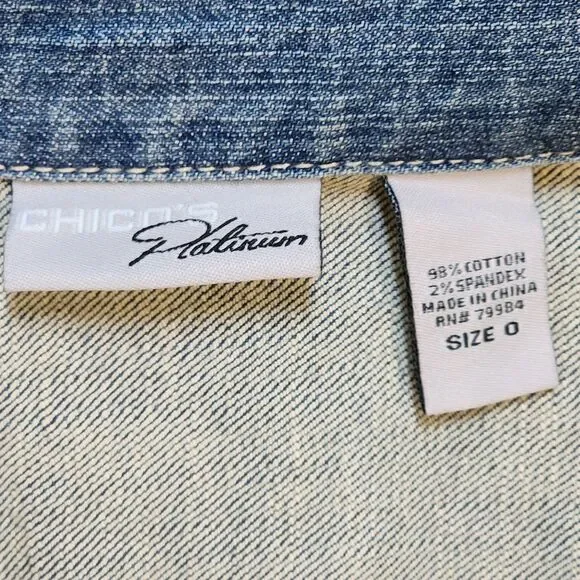 CHICO'S
Platinum
98% COTTON
2% SPANDEX
MADE IN CHINA
RN# 79984
SIZE 0